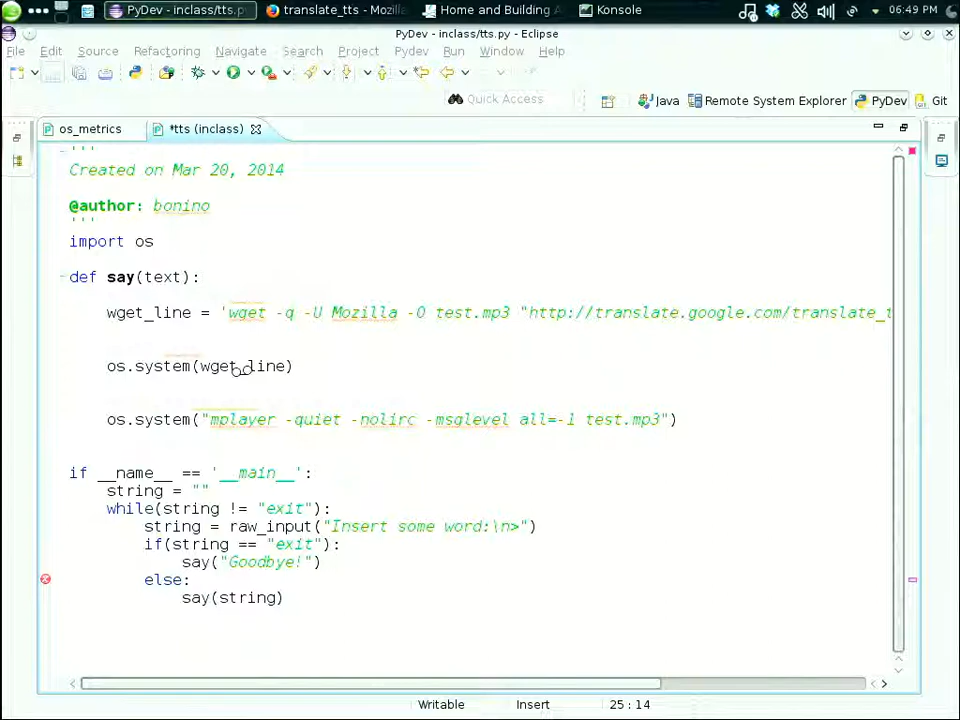 PyDev - inclass/tts.p
translate_tts - Mozilla
Home and Building A
Konsole
06:49 PM
PyDev - inclass/tts.py - Eclipse
File Edit Source Refactoring Navigate Search Project Pydev Run Window Help
Quick Access
Java Remote System Explorer PyDev Git
os_metrics *tts (inclass)
'''
Created on Mar 20, 2014
@author: bonino
'''
import os
def say(text):
wget_line = 'wget -q -U Mozilla -O test.mp3 "http://translate.google.com/translate_t
os.system(wget_line)
os.system("mplayer -quiet -nolirc -msglevel all=-1 test.mp3")
if __name__ == '__main__':
string = ""
while(string != "exit"):
string = raw_input("Insert some word:\n>")
if(string == "exit"):
say("Goodbye!")
else:
say(string)
Writable Insert 25 : 14